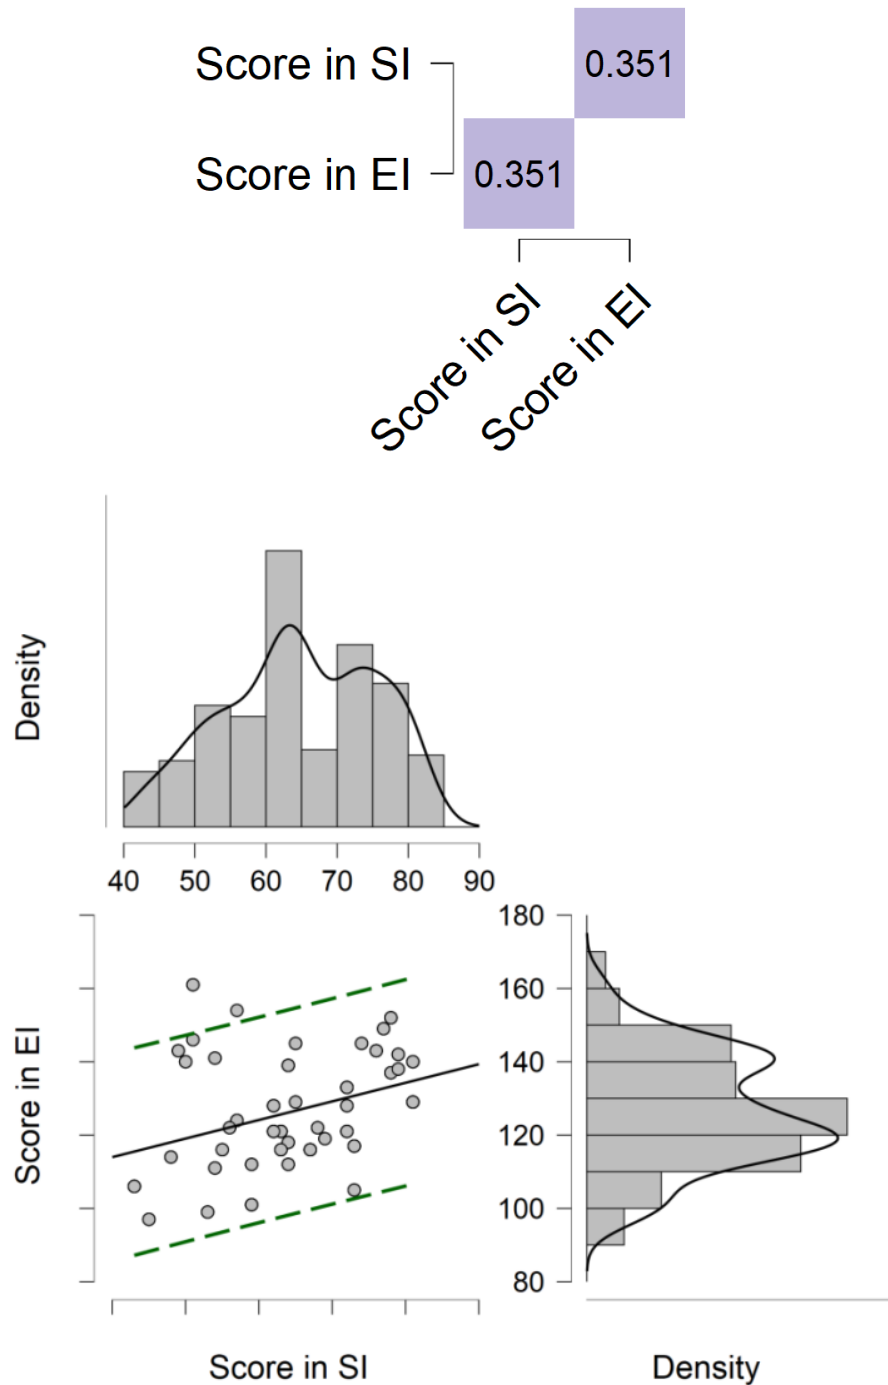 Score in SI
0.351
Score in EI
0.351
Score in SI
Score in EI
Density
40 50 60 70 80 90
Score in EI
180
160
140
120
100
80
Score in SI
Density